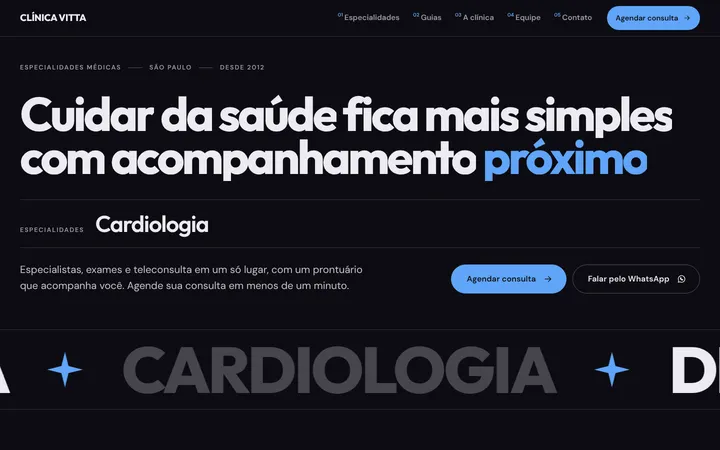 CLÍNICA VITTA
01 Especialidades 02 Guias 03 A clínica 04 Equipe 05 Contato Agendar consulta →
ESPECIALIDADES MÉDICAS — SÃO PAULO — DESDE 2012
Cuidar da saúde fica mais simples
com acompanhamento próximo
ESPECIALIDADES Cardiologia
Especialistas, exames e teleconsulta em um só lugar, com um prontuário
que acompanha você. Agende sua consulta em menos de um minuto.
Agendar consulta →
Falar pelo WhatsApp
CARDIOLOGIA